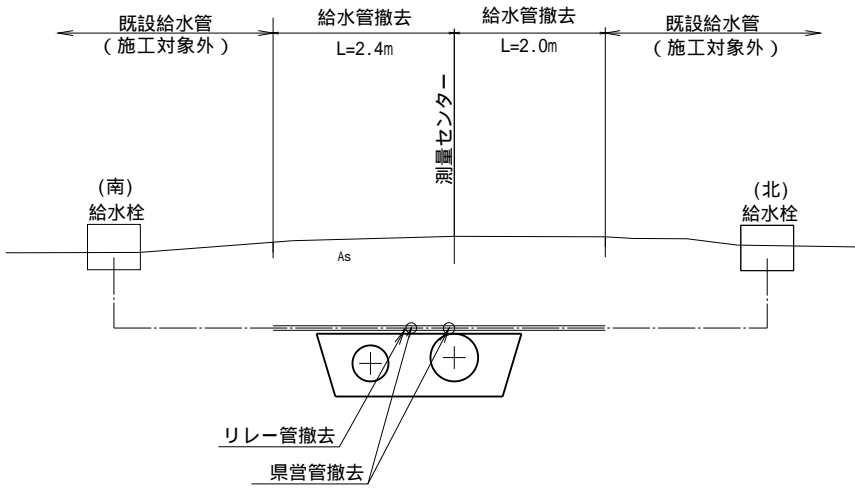 既設給水管
（施工対象外）
給水管撤去
L=2.4m
給水管撤去
L=2.0m
既設給水管
（施工対象外）
測量センター
(南)
給水栓
(北)
給水栓
As
リレー管撤去
県営管撤去